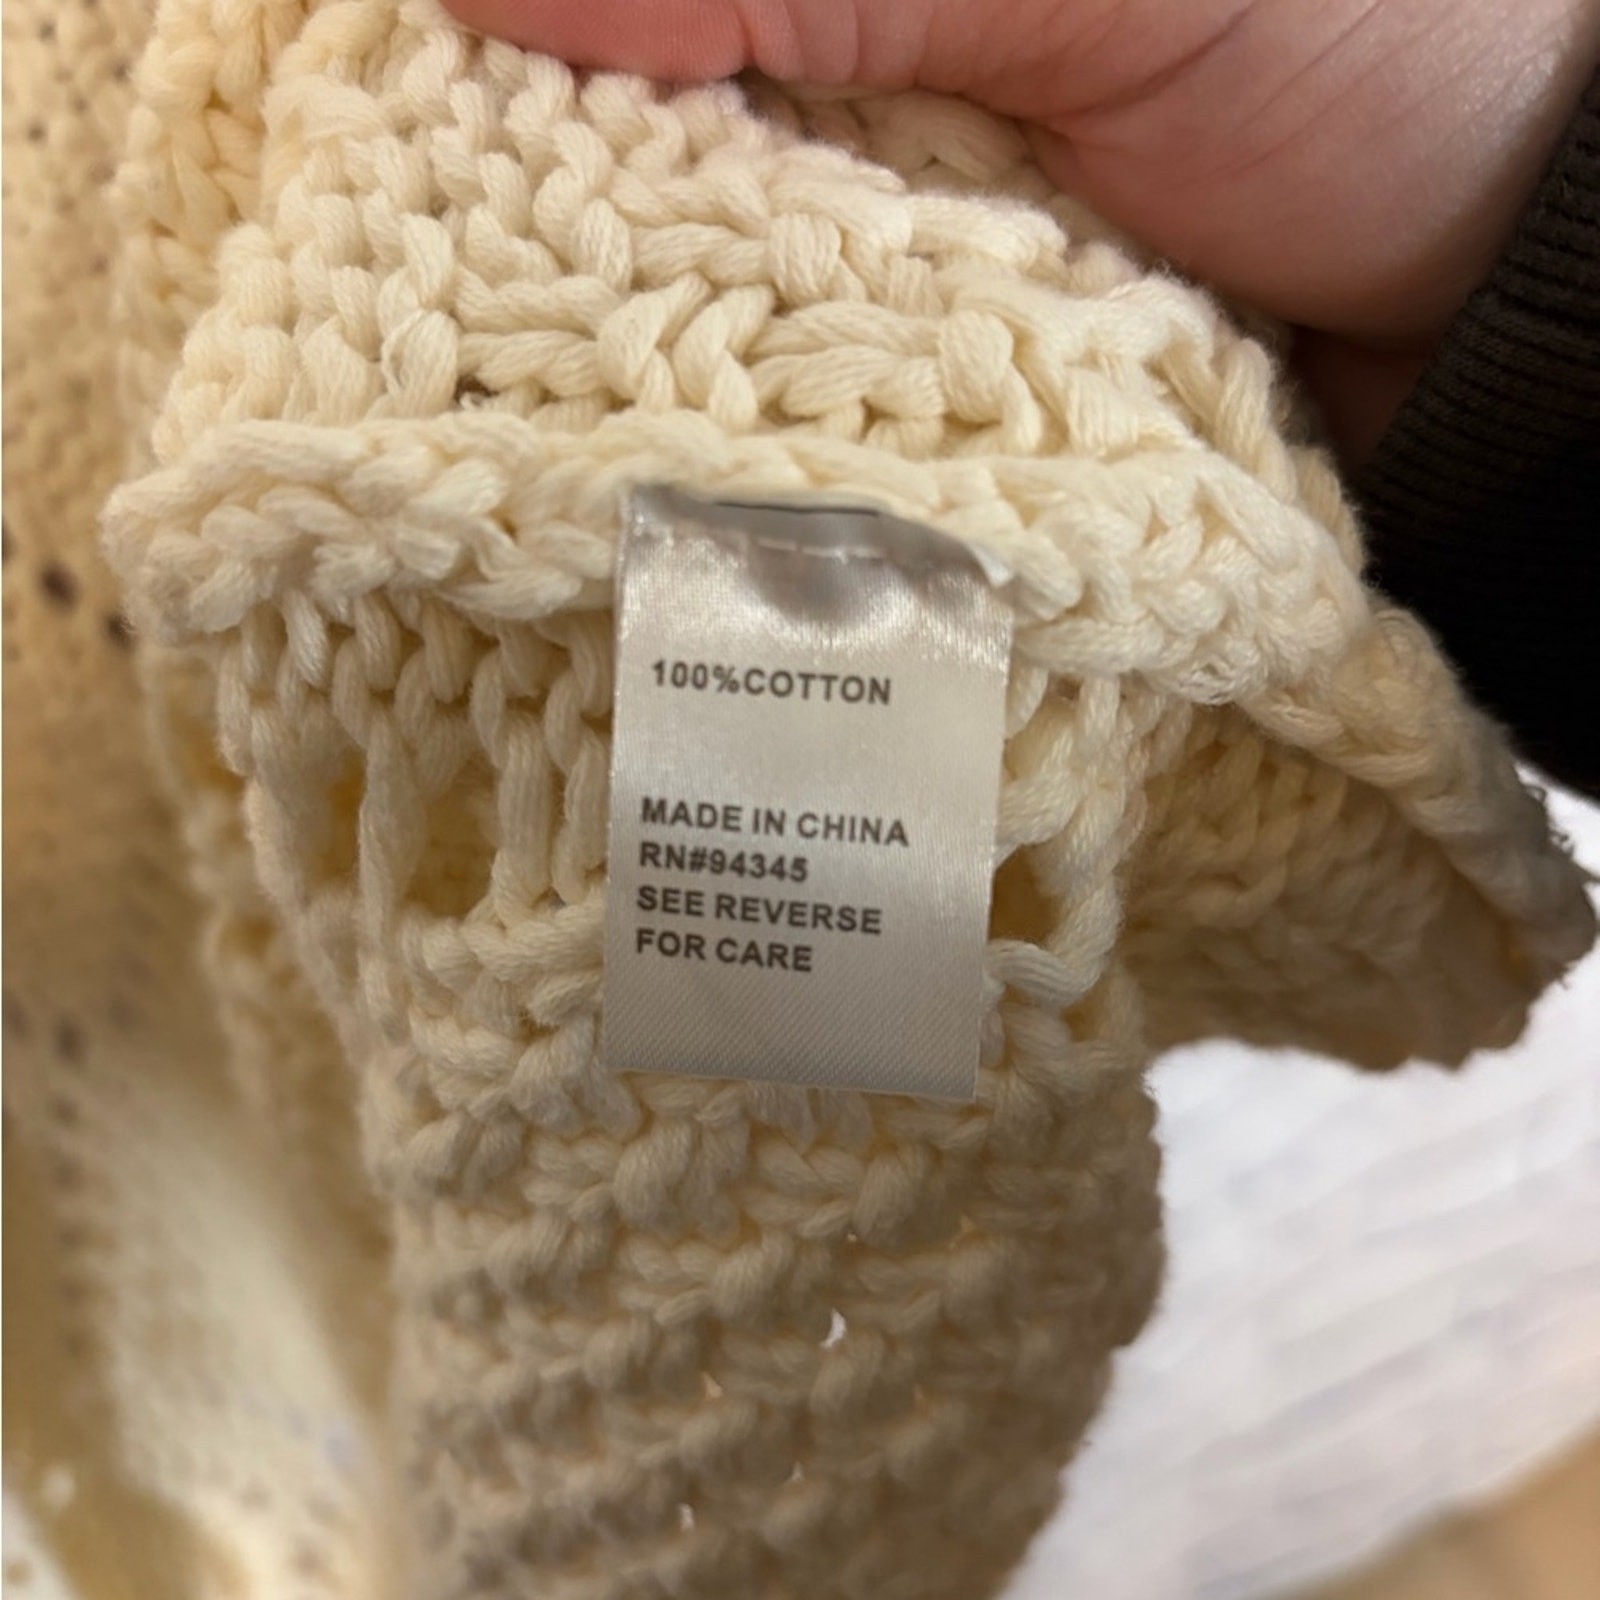 100%COTTON
MADE IN CHINA
RN#94345
SEE REVERSE
FOR CARE